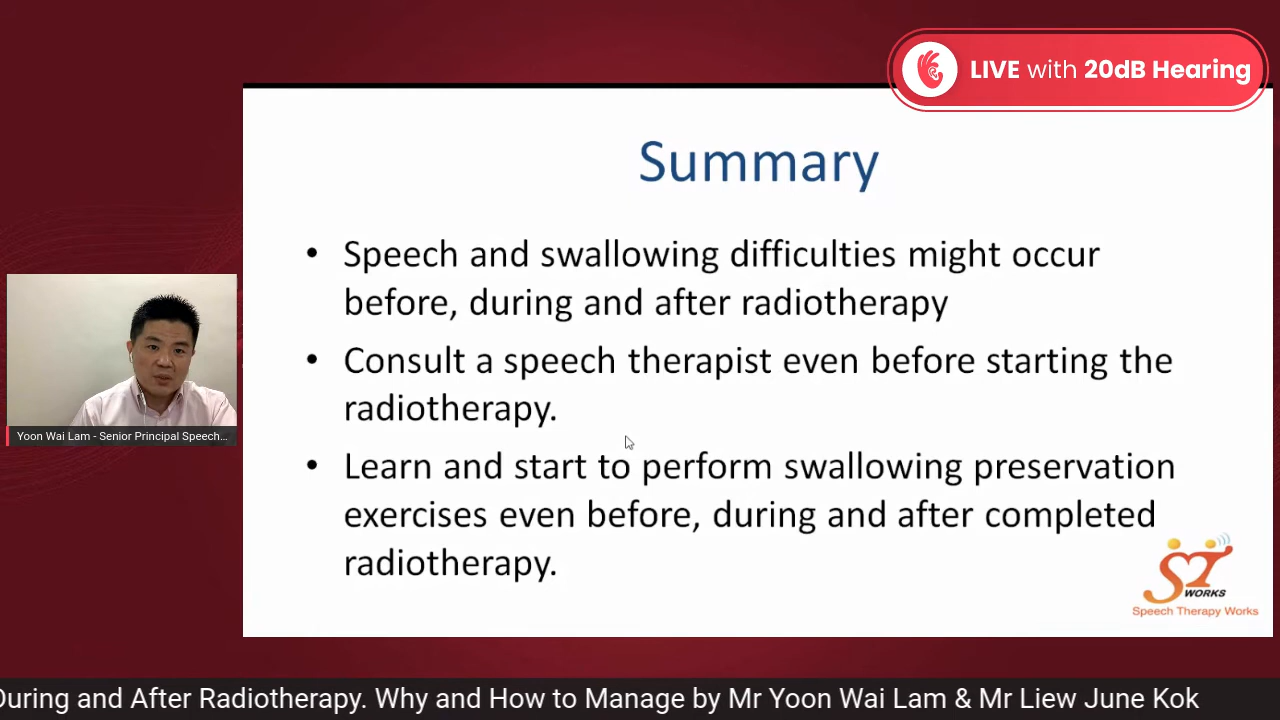 LIVE with 20dB Hearing
Summary
• Speech and swallowing difficulties might occur
before, during and after radiotherapy
• Consult a speech therapist even before starting the
radiotherapy.
• Learn and start to perform swallowing preservation
exercises even before, during and after completed
radiotherapy.
Yoon Wai Lam - Senior Principal Speech...
WORKS
Speech Therapy Works
During and After Radiotherapy. Why and How to Manage by Mr Yoon Wai Lam & Mr Liew June Kok